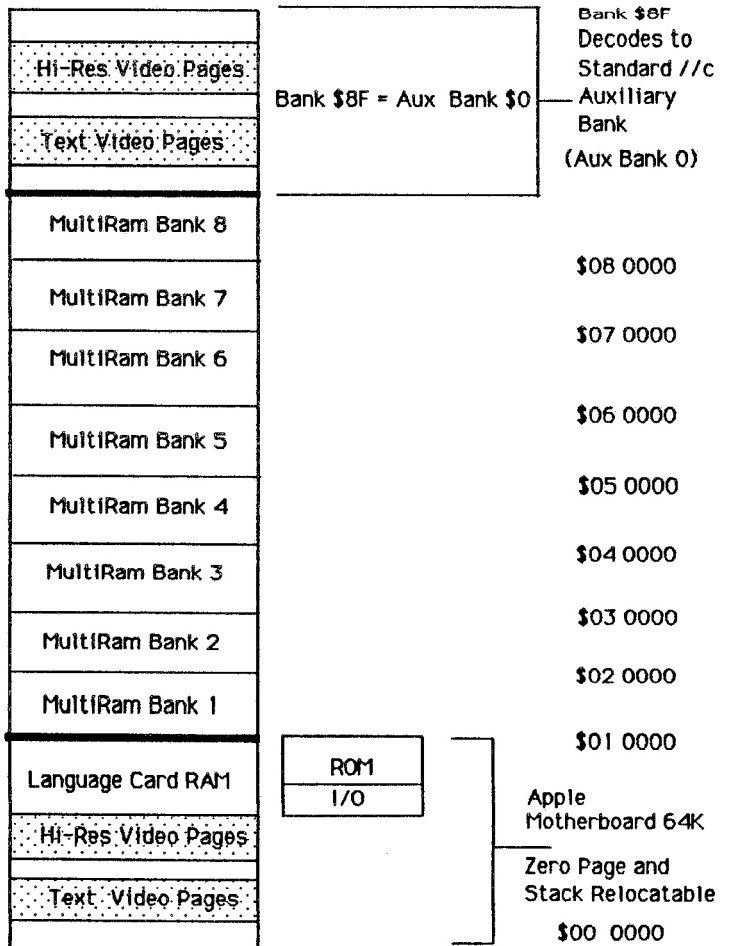 Hi-Res Video Pages
Text Video Pages
Bank $8F = Aux Bank $0
Bank $8F
Decodes to
Standard //c
Auxiliary
Bank
(Aux Bank 0)
MultiRam Bank 8
$08 0000
MultiRam Bank 7
$07 0000
MultiRam Bank 6
$06 0000
MultiRam Bank 5
$05 0000
MultiRam Bank 4
$04 0000
MultiRam Bank 3
$03 0000
MultiRam Bank 2
$02 0000
MultiRam Bank 1
$01 0000
Language Card RAM
ROM
I/O
Hi-Res Video Pages
Text Video Pages
Apple
Motherboard 64K
Zero Page and
Stack Relocatable
$00 0000